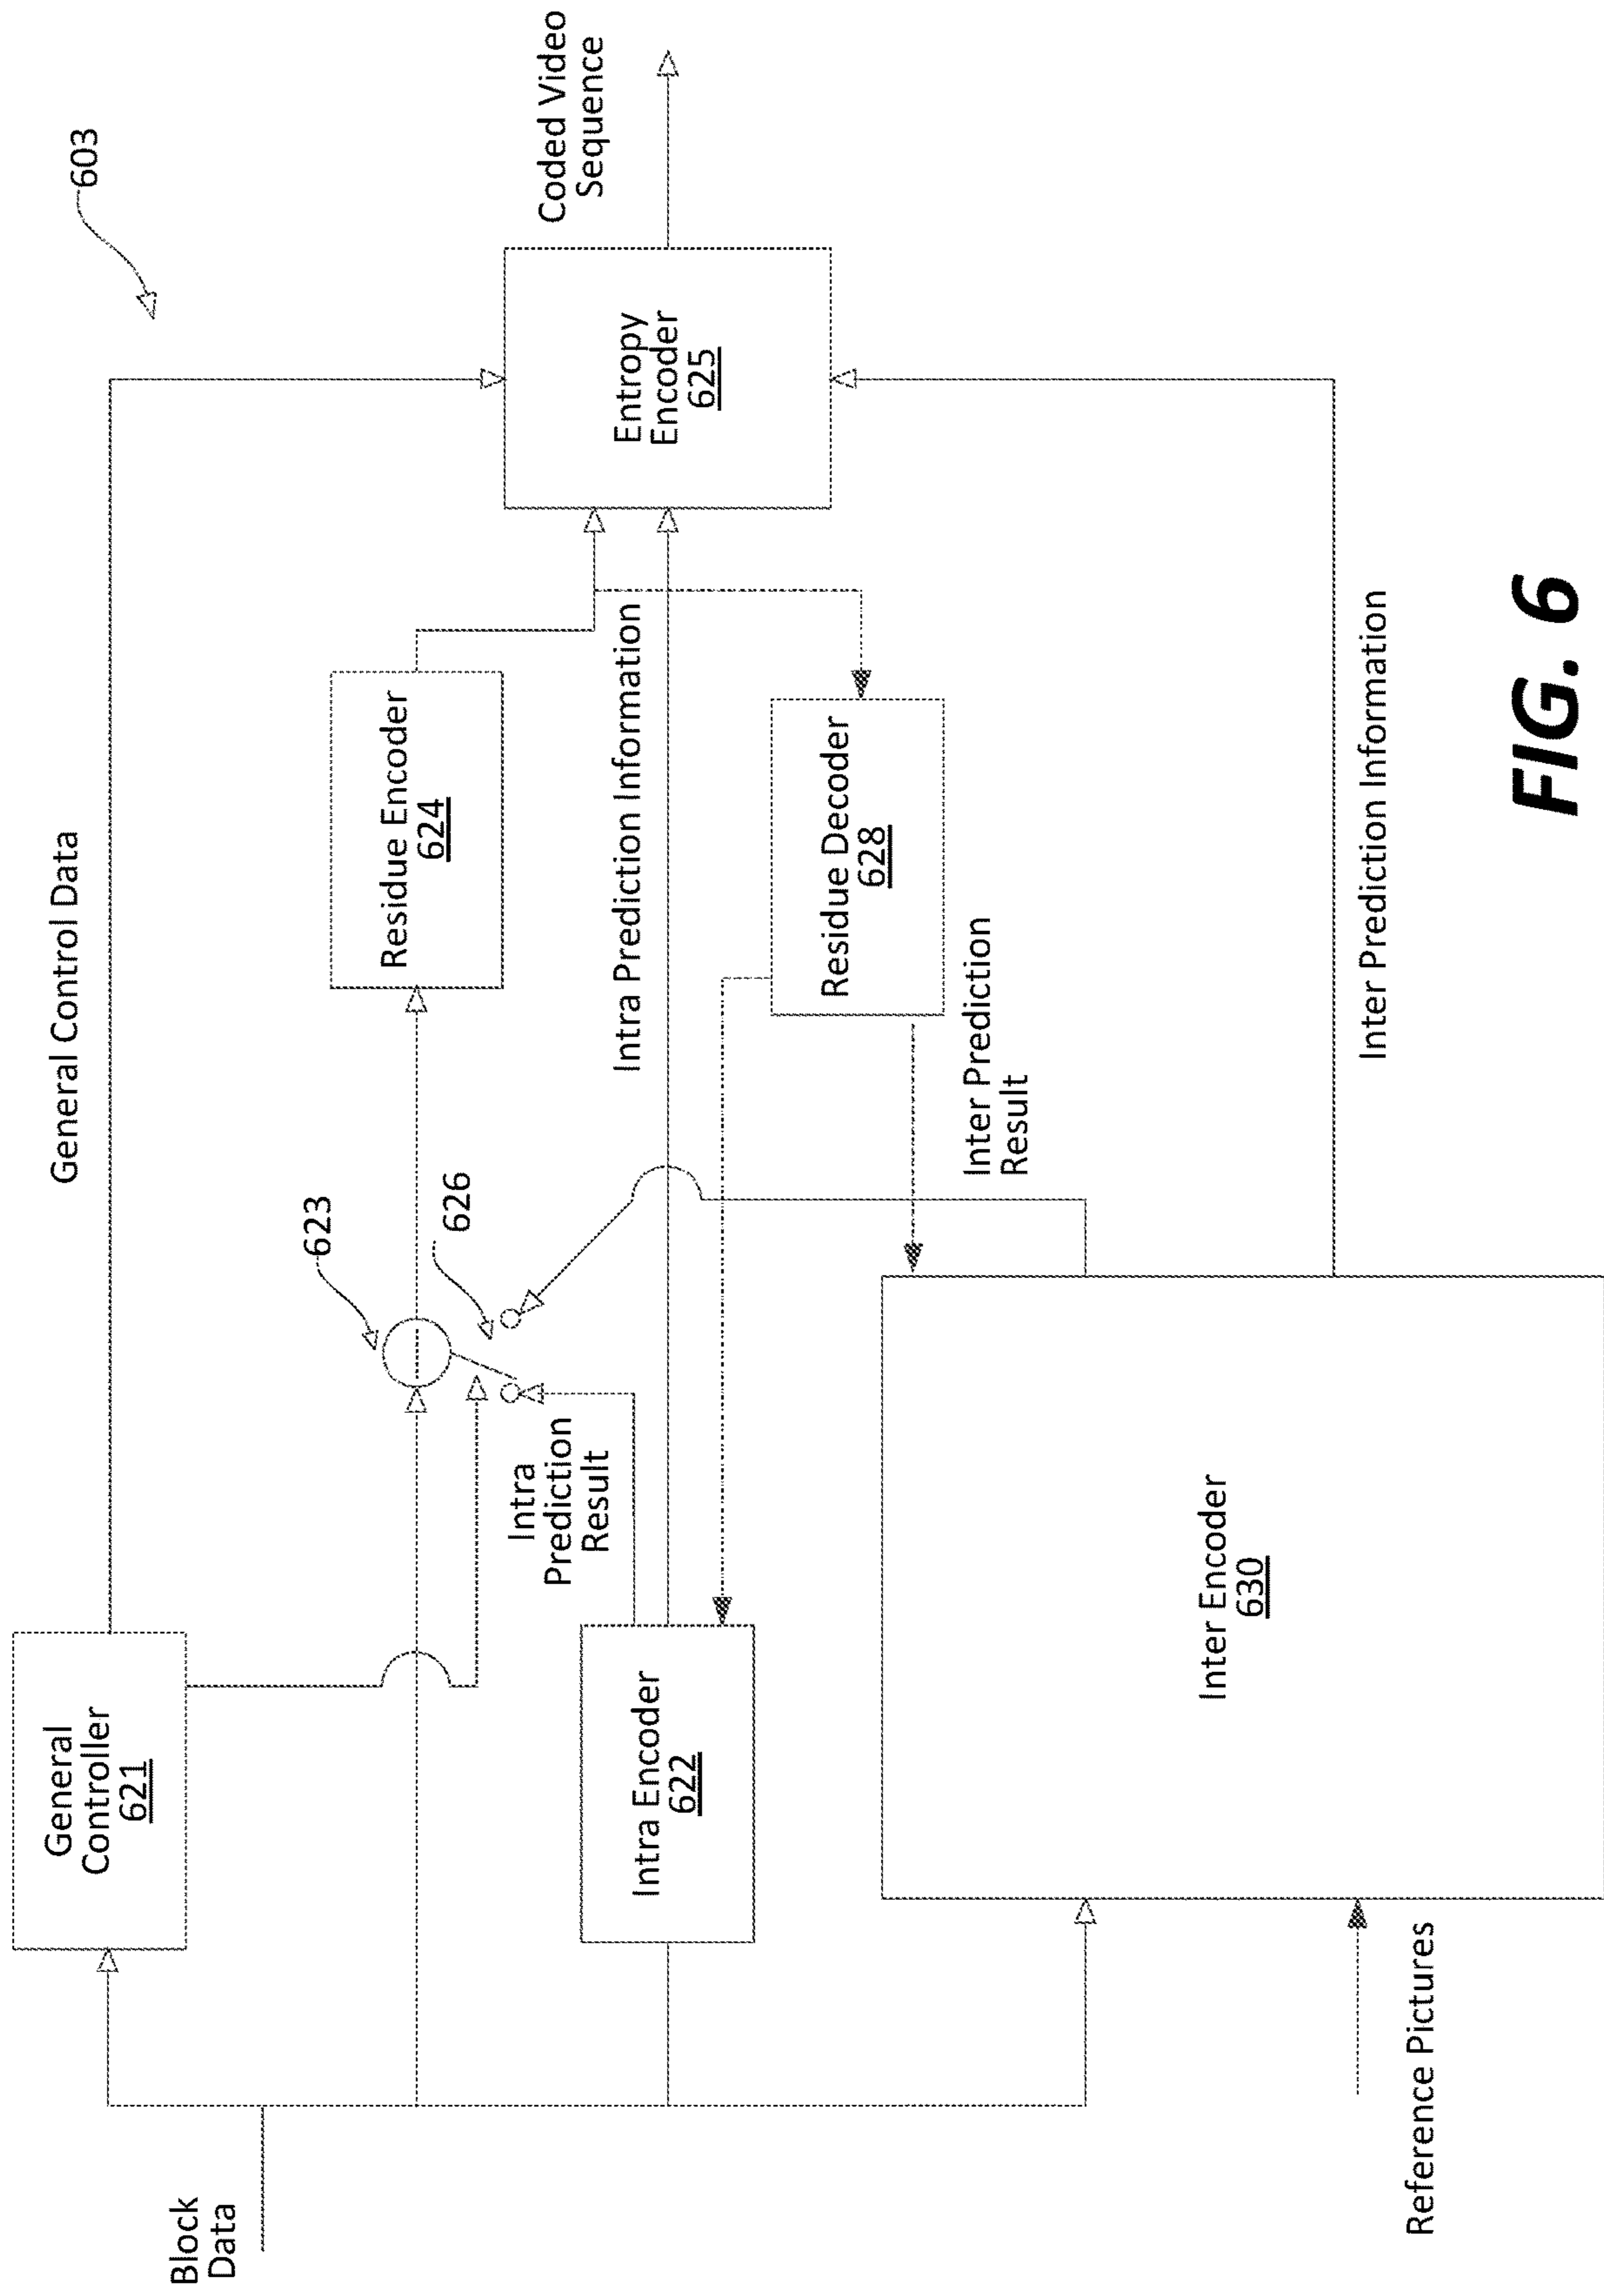 603
General Control Data
General
Controller
621
Block
Data
623
626
Residue Encoder
624
Coded Video
Sequence
Entropy
Encoder
625
Intra
Prediction
Result
Intra Prediction Information
Intra Encoder
622
Residue Decoder
628
Inter Prediction
Result
Inter Encoder
630
Reference Pictures
Inter Prediction Information
FIG. 6